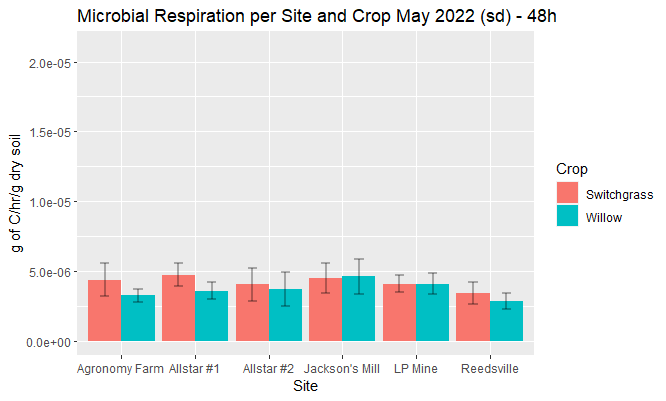 Microbial Respiration per Site and Crop May 2022 (sd) - 48h
2.0e-05
1.5e-05
1.0e-05
5.0e-06
0.0e+00
g of C/hr/g dry soil
Agronomy Farm Allstar #1 Allstar #2 Jackson's Mill LP Mine Reedsville
Site
Crop
Switchgrass
Willow